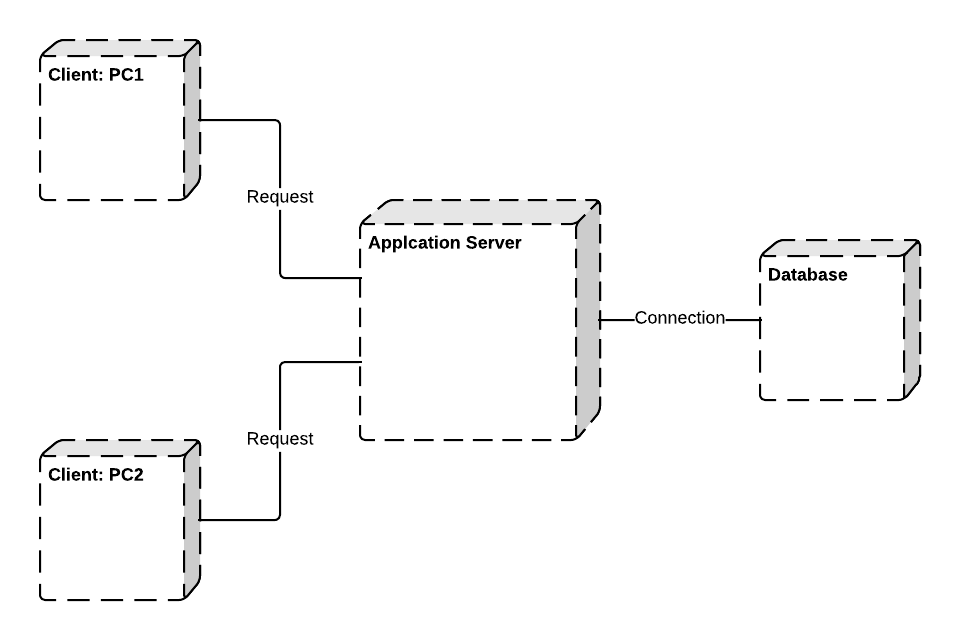 Client: PC1
Request
Applcation Server
Database
Connection
Request
Client: PC2